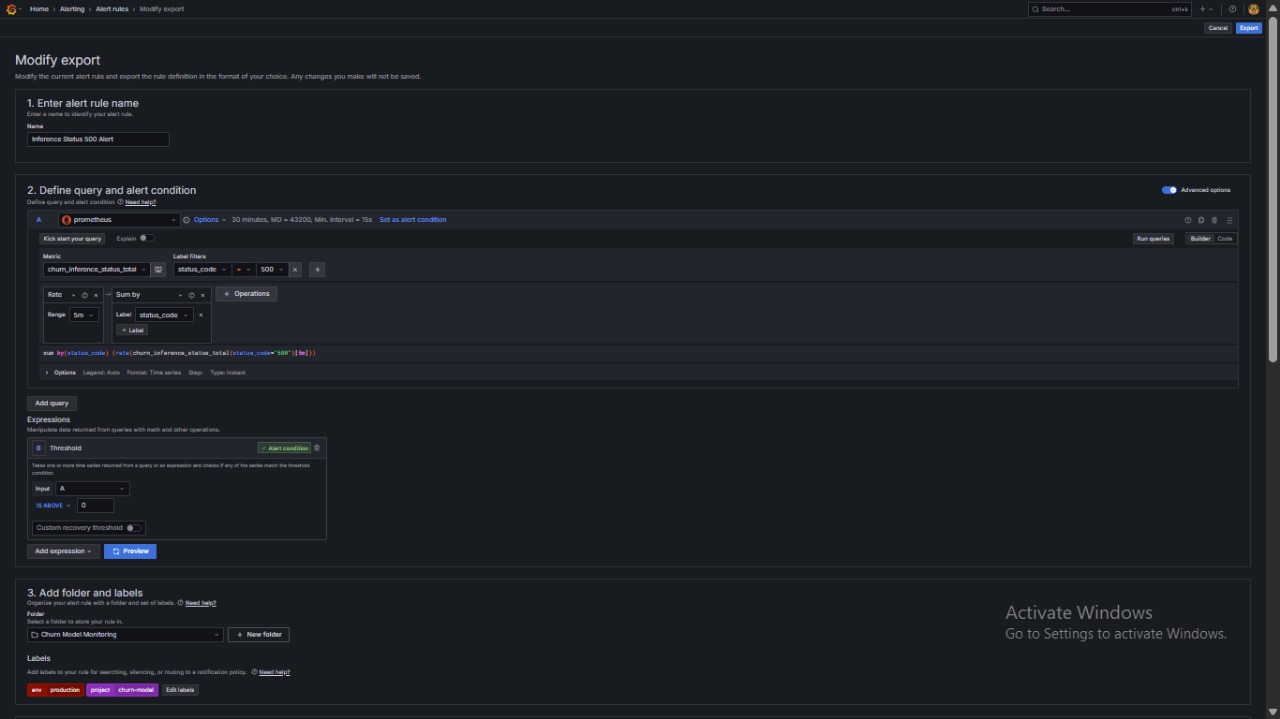 Home › Alerting › Alert rules › Modify export
Search... ctrl+k
Cancel Export
Modify export
Modify the current alert rule and export the rule definition in the format of your choice. Any changes you make will not be saved.
1. Enter alert rule name
Enter a name to identify your alert rule.
Name
Inference Status 500 Alert
2. Define query and alert condition
Advanced options
Define query and alert condition Need help?
A prometheus Options 30 minutes, MD = 43200, Min. Interval = 15s Set as alert condition
Kick start your query Explain Run queries Builder Code
Metric Label filters
churn_inference_status_total status_code = 500
Rate Sum by + Operations
Range 5m Label status_code
+ Label
sum by(status_code) (rate(churn_inference_status_total{status_code="500"}[5m]))
› Options Legend: Auto Format: Time series Step: Type: Instant
Add query
Expressions
Manipulate data returned from queries with math and other operations.
B Threshold Alert condition
Takes one or more time series returned from a query or an expression and checks if any of the series match the threshold
condition.
Input A
IS ABOVE 0
Custom recovery threshold
Add expression Preview
3. Add folder and labels
Organize your alert rule with a folder and set of labels. Need help?
Folder
Select a folder to store your rule in.
Churn Model Monitoring + New folder
Labels
Add labels to your rule for searching, silencing, or routing to a notification policy. Need help?
env production project churn-model Edit labels
Activate Windows
Go to Settings to activate Windows.